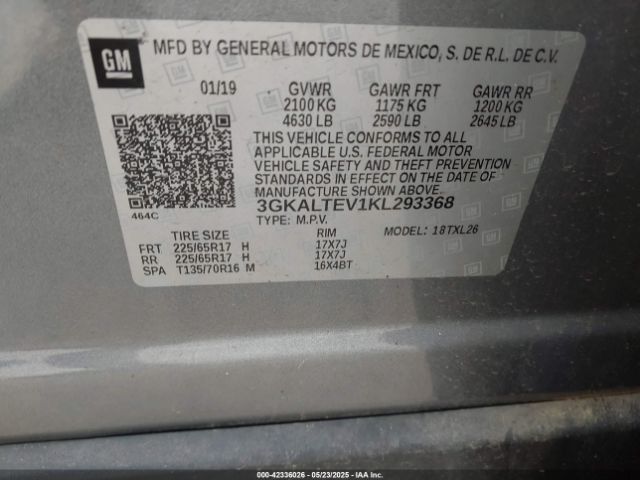 GM
MFD BY GENERAL MOTORS DE MEXICO, S. DE R.L. DE C.V.
01/19 GVWR GAWR FRT GAWR RR
2100 KG 1175 KG 1200 KG
4630 LB 2590 LB 2645 LB
THIS VEHICLE CONFORMS TO ALL
APPLICABLE U.S. FEDERAL MOTOR
VEHICLE SAFETY AND THEFT PREVENTION
STANDARDS IN EFFECT ON THE DATE OF
MANUFACTURE SHOWN ABOVE.
464C
3GKALTEV1KL293368
TYPE: M.P.V. MODEL: 18TXL26
TIRE SIZE RIM
FRT 225/65R17 H 17X7J
RR 225/65R17 H 17X7J
SPA T135/70R16 M 16X4BT
000-42336026 - 05/23/2025 - IAAI.COM